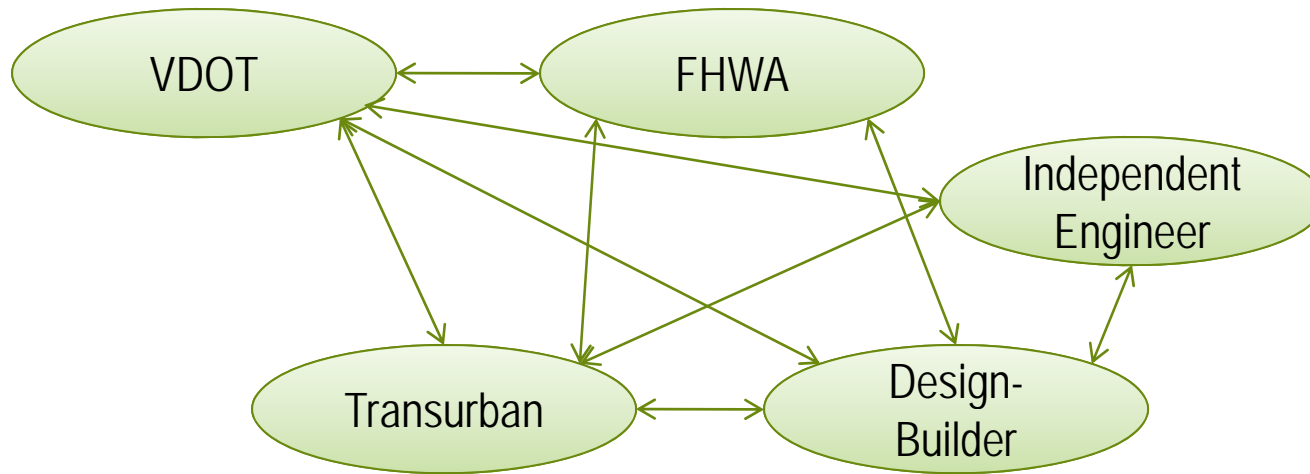 VDOT
FHWA
Independent
Engineer
Transurban
Design-
Builder